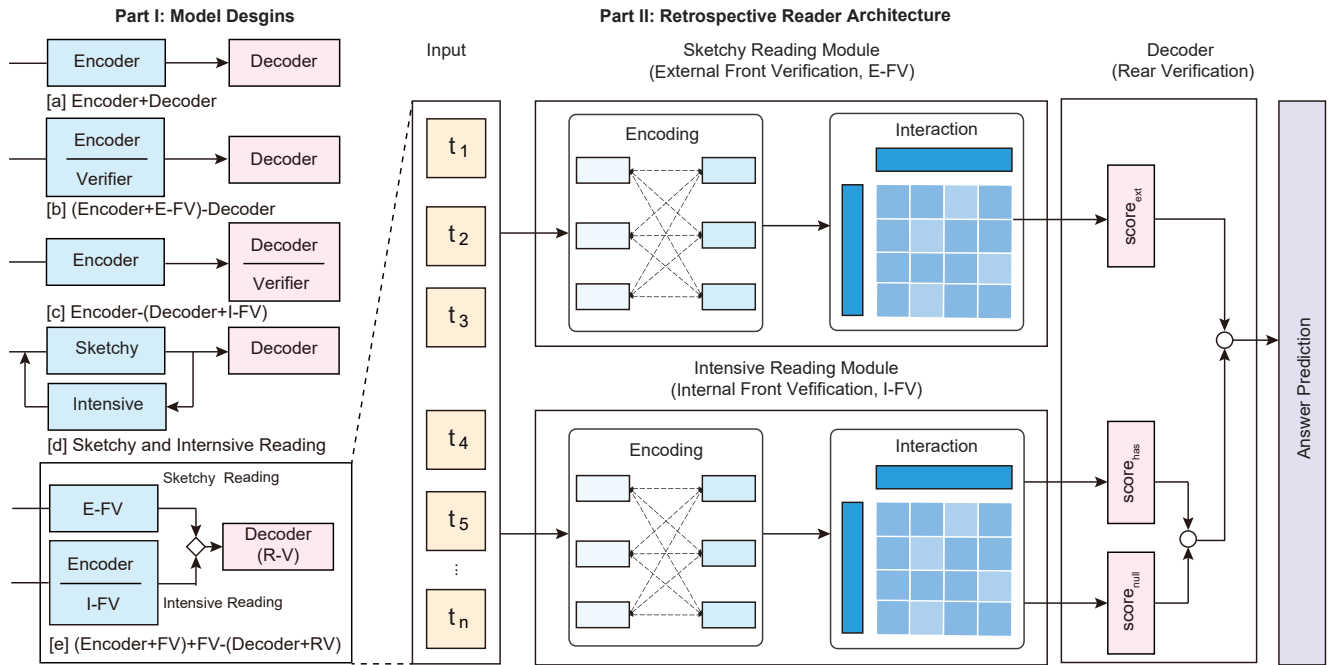 Part I: Model Desgins
Encoder
Decoder
[a] Encoder+Decoder
Encoder
Verifier
Decoder
[b] (Encoder+E-FV)-Decoder
Encoder
Decoder
Verifier
[c] Encoder-(Decoder+I-FV)
Sketchy
Decoder
Intensive
[d] Sketchy and Internsive Reading
Sketchy Reading
E-FV
Decoder
(R-V)
Encoder
I-FV
Intensive Reading
[e] (Encoder+FV)+FV-(Decoder+RV)
Part II: Retrospective Reader Architecture
Input
t1
t2
t3
t4
t5
...
tn
Sketchy Reading Module
(External Front Verification, E-FV)
Encoding
Interaction
Intensive Reading Module
(Internal Front Vefification, I-FV)
Encoding
Interaction
Decoder
(Rear Verification)
score_ext
score_has
score_null
Answer Prediction